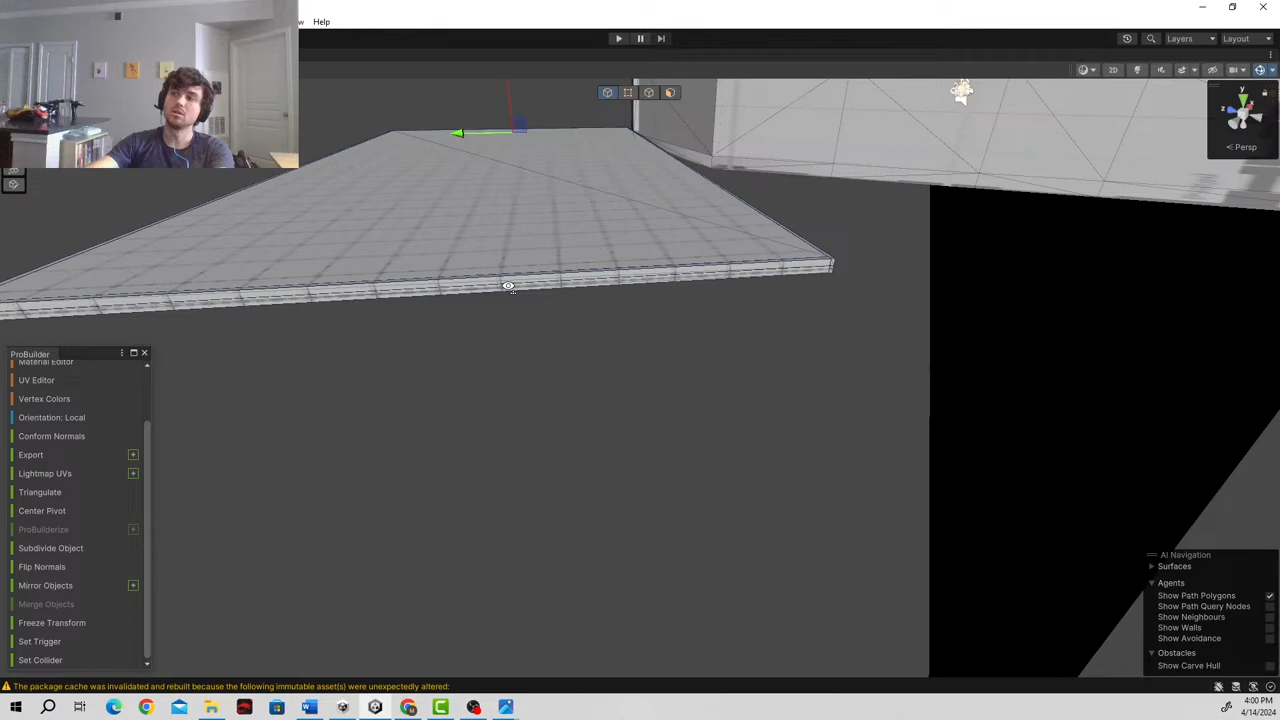 Help
Layers
Layout
2D
y
z
Persp
ProBuilder
Material Editor
UV Editor
Vertex Colors
Orientation: Local
Conform Normals
Export
Lightmap UVs
Triangulate
Center Pivot
ProBuilderize
Subdivide Object
Flip Normals
Mirror Objects
Merge Objects
Freeze Transform
Set Trigger
Set Collider
AI Navigation
Surfaces
Agents
Show Path Polygons
Show Path Query Nodes
Show Neighbours
Show Walls
Show Avoidance
Obstacles
Show Carve Hull
The package cache was invalidated and rebuilt because the following immutable asset(s) were unexpectedly altered:
4:00 PM
4/14/2024